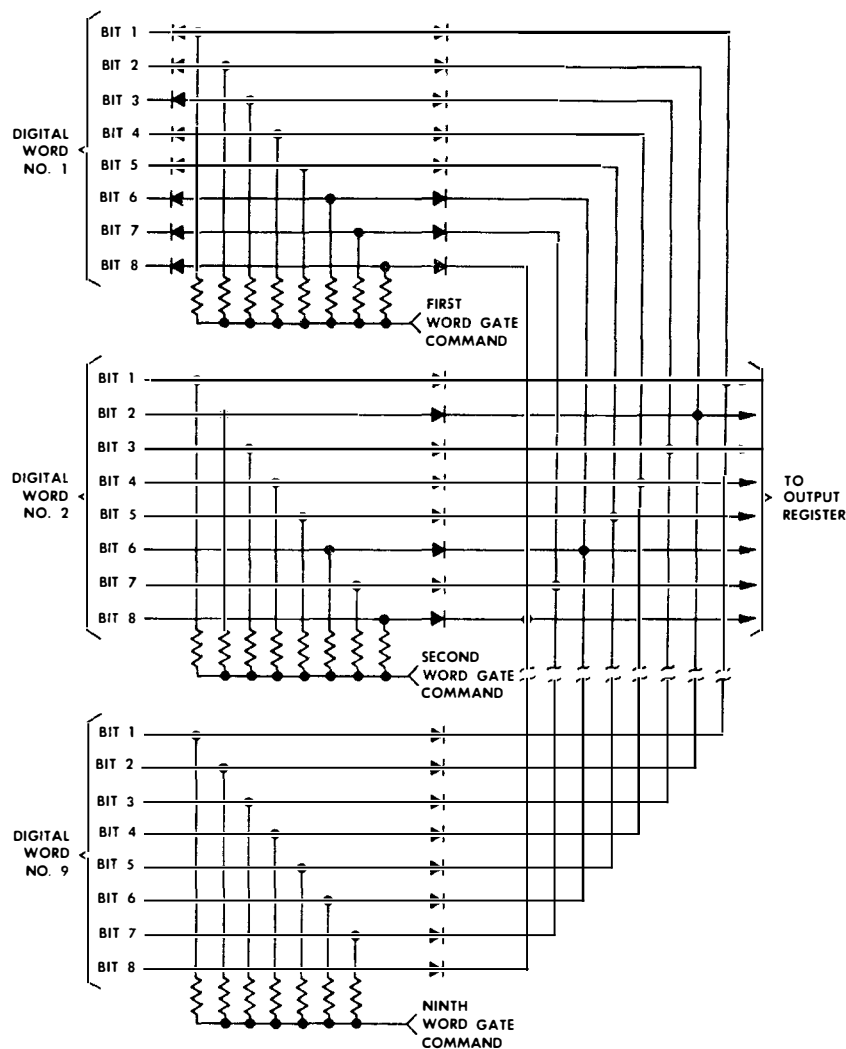 BIT 1
BIT 2
BIT 3
BIT 4
BIT 5
BIT 6
BIT 7
BIT 8
DIGITAL
WORD
NO. 1
FIRST
WORD GATE
COMMAND
BIT 1
BIT 2
BIT 3
BIT 4
BIT 5
BIT 6
BIT 7
BIT 8
DIGITAL
WORD
NO. 2
TO
OUTPUT
REGISTER
SECOND
WORD GATE
COMMAND
BIT 1
BIT 2
BIT 3
BIT 4
BIT 5
BIT 6
BIT 7
BIT 8
DIGITAL
WORD
NO. 9
NINTH
WORD GATE
COMMAND